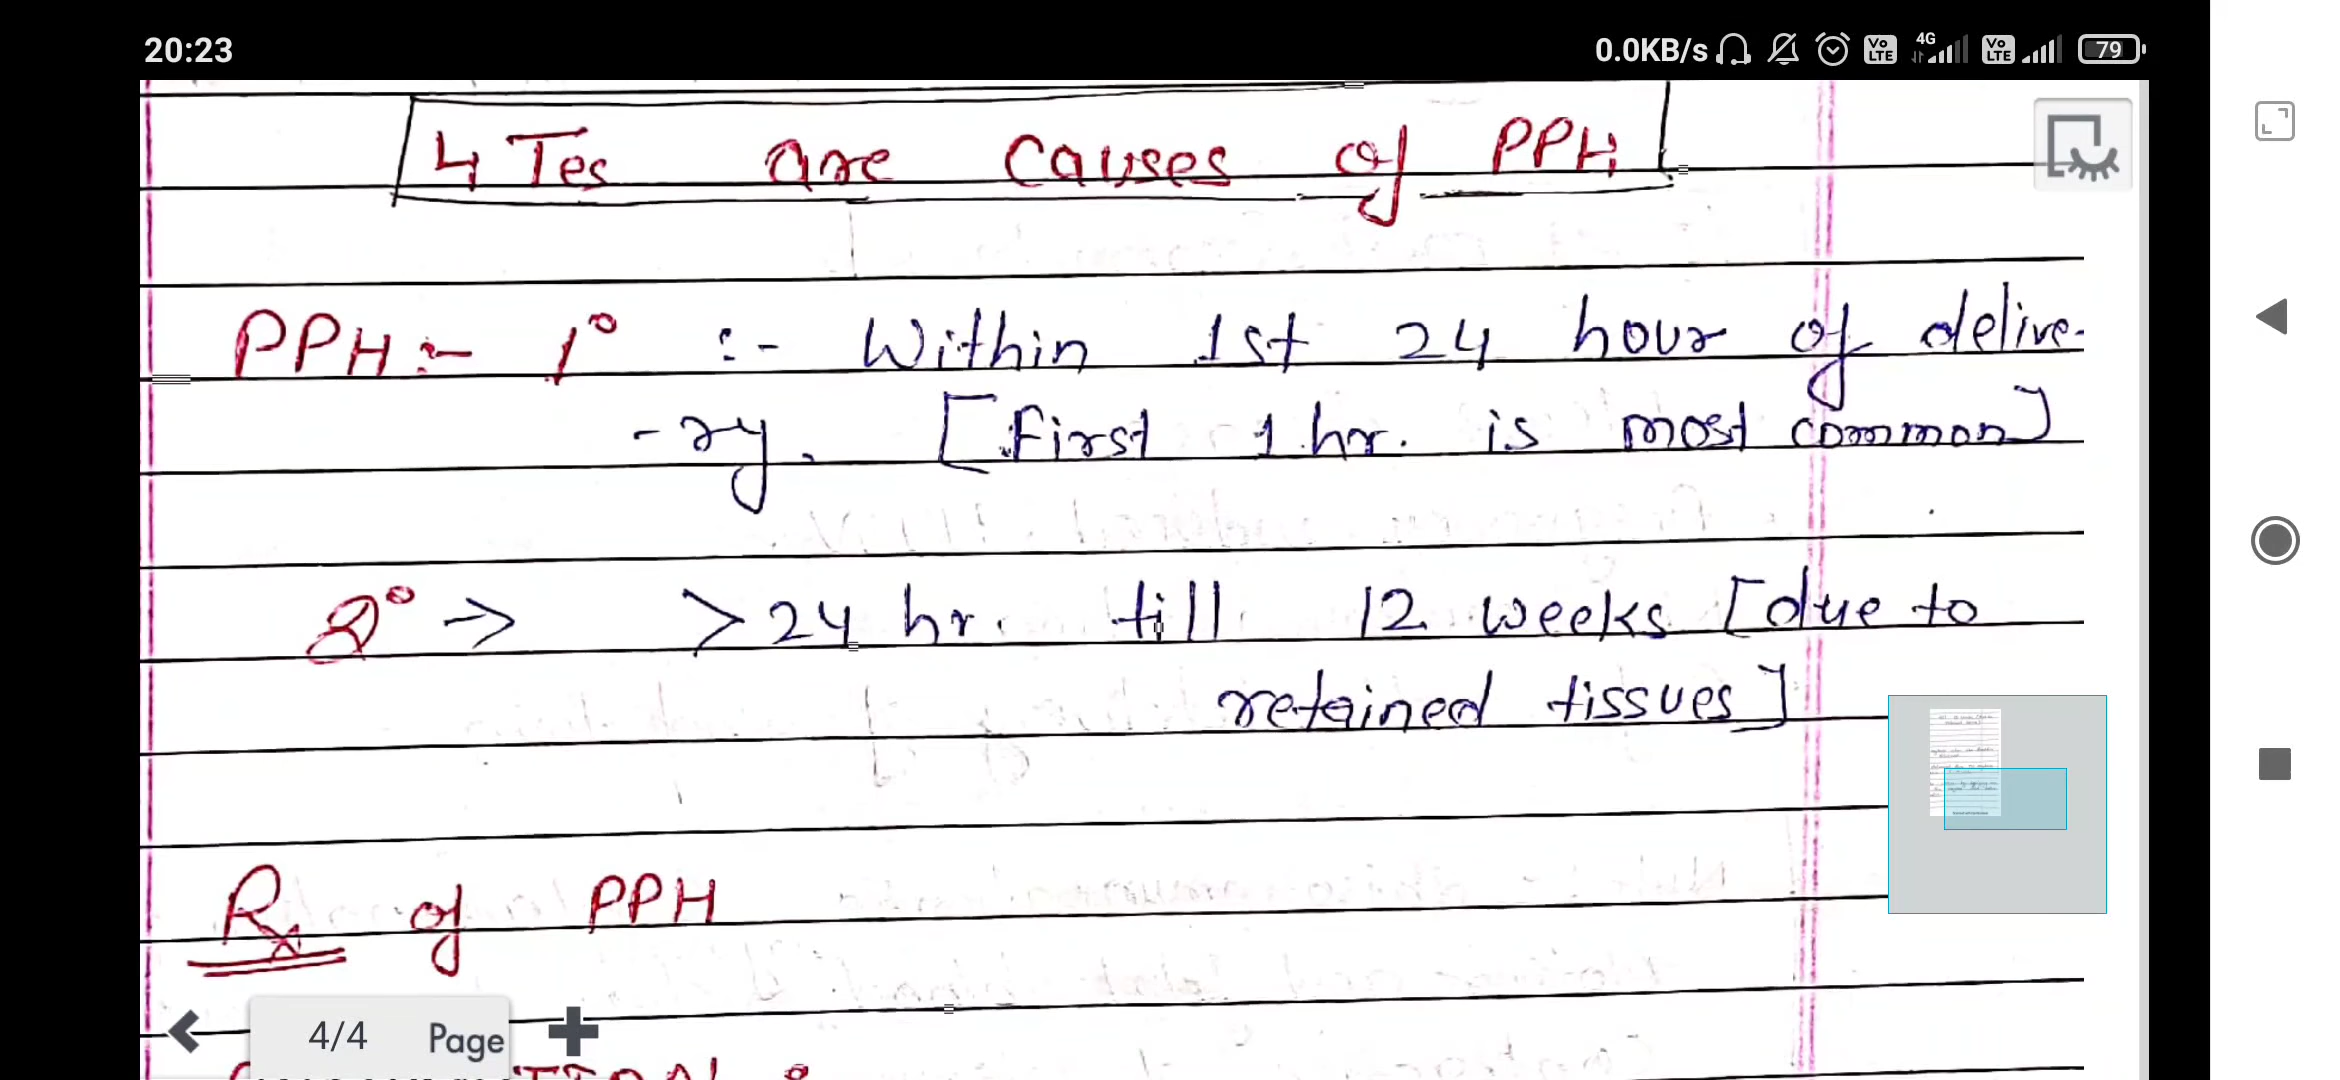 20:23 0.0KB/s 4G 79
4 Tes are causes of PPH
PPH :- 1° :- Within 1st 24 hour of delive-
-ry. [First 1 hr. is most common]
2° → >24 hr. till 12 weeks [due to
retained tissues]
Rx of PPH
4/4 Page